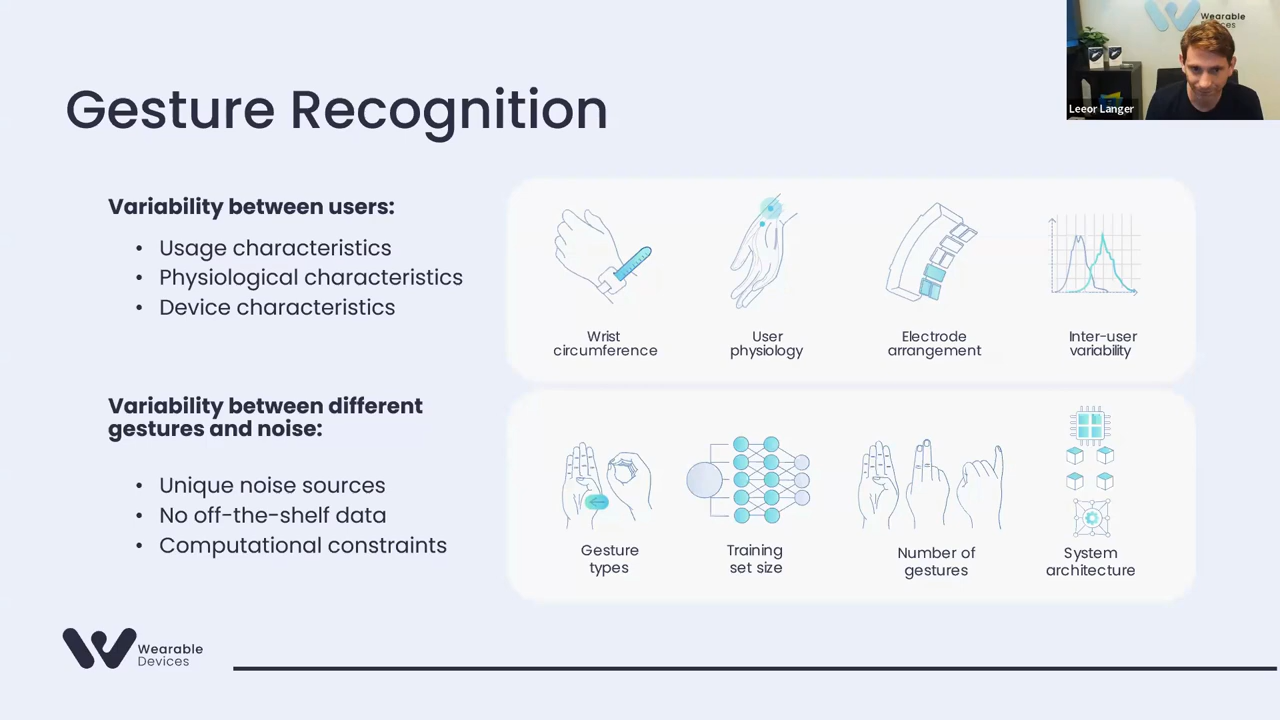 Wearable
Devices
Leeor Langer
Gesture Recognition
Variability between users:
• Usage characteristics
• Physiological characteristics
• Device characteristics
Wrist
circumference
User
physiology
Electrode
arrangement
Inter-user
variability
Variability between different
gestures and noise:
• Unique noise sources
• No off-the-shelf data
• Computational constraints
Gesture
types
Training
set size
Number of
gestures
System
architecture
Wearable
Devices